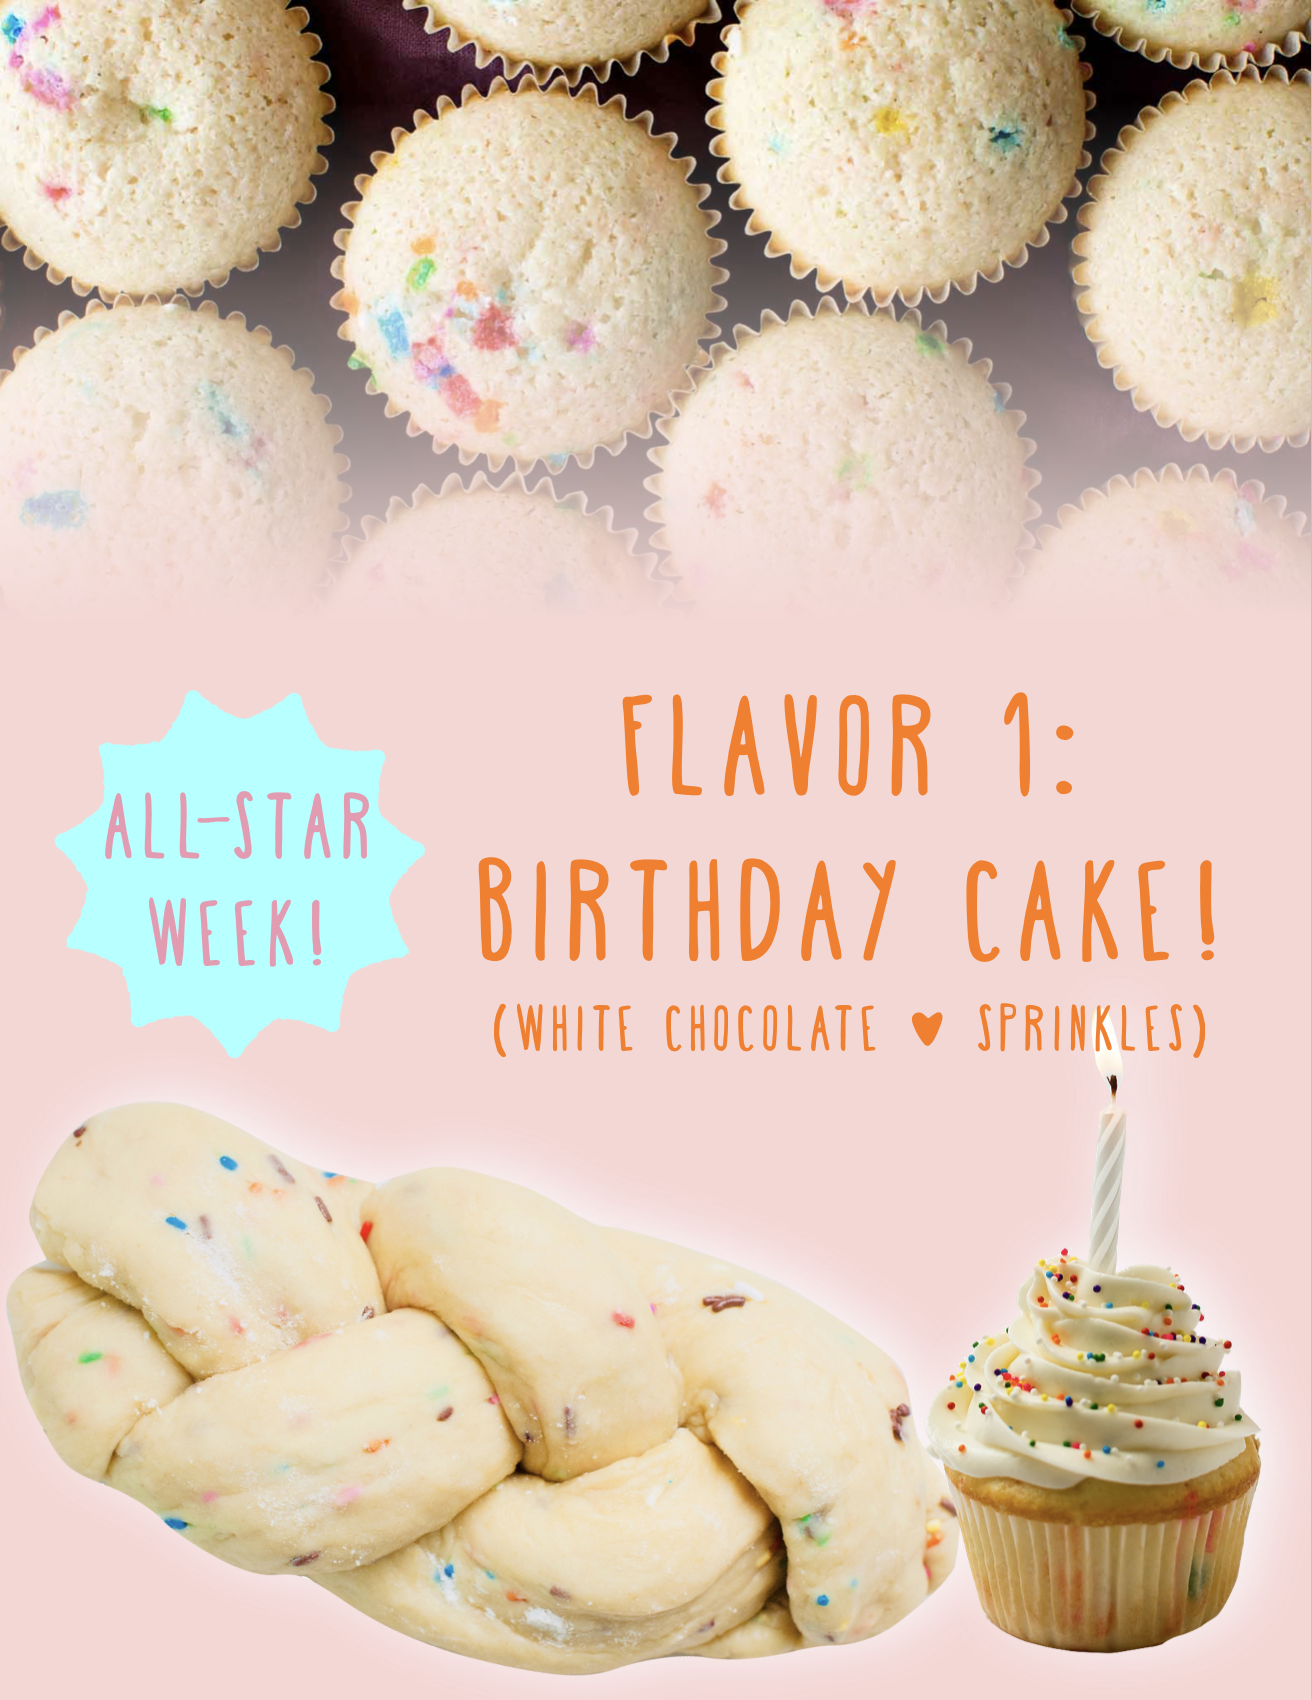 ALL-STAR
WEEK!
FLAVOR 1:
BIRTHDAY CAKE!
(WHITE CHOCOLATE ♥ SPRINKLES)